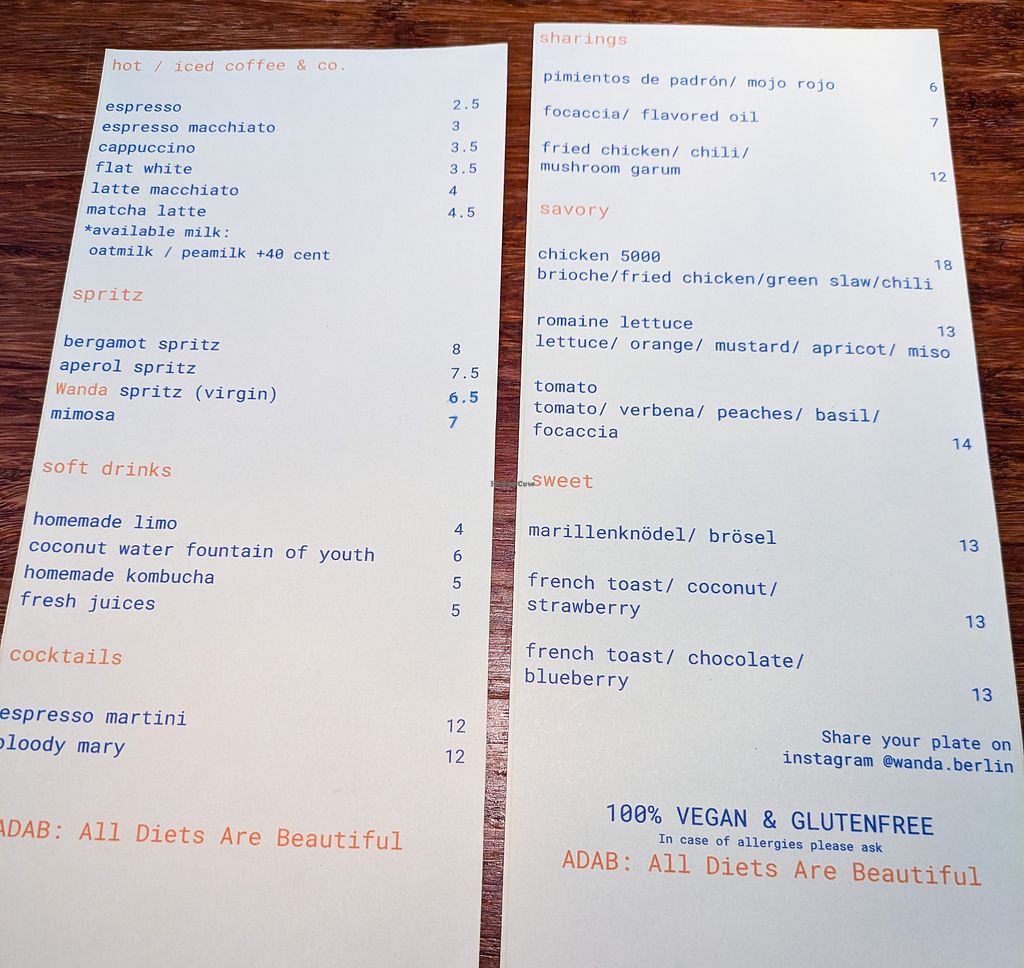 hot / iced coffee & co.
espresso 2.5
espresso macchiato 3
cappuccino 3.5
flat white 3.5
latte macchiato 4
matcha latte 4.5
*available milk:
oatmilk / peamilk +40 cent
spritz
bergamot spritz 8
aperol spritz 7.5
Wanda spritz (virgin) 6.5
mimosa 7
soft drinks
homemade limo 4
coconut water fountain of youth 6
homemade kombucha 5
fresh juices 5
cocktails
espresso martini 12
bloody mary 12
ADAB: All Diets Are Beautiful
sharings
pimientos de padrón/ mojo rojo 6
focaccia/ flavored oil 7
fried chicken/ chili/
mushroom garum 12
savory
chicken 5000 18
brioche/fried chicken/green slaw/chili
romaine lettuce 13
lettuce/ orange/ mustard/ apricot/ miso
tomato
tomato/ verbena/ peaches/ basil/
focaccia 14
sweet
marillenknödel/ brösel 13
french toast/ coconut/
strawberry 13
french toast/ chocolate/
blueberry 13
Share your plate on
instagram @wanda.berlin
100% VEGAN & GLUTENFREE
In case of allergies please ask
ADAB: All Diets Are Beautiful
HappyCow